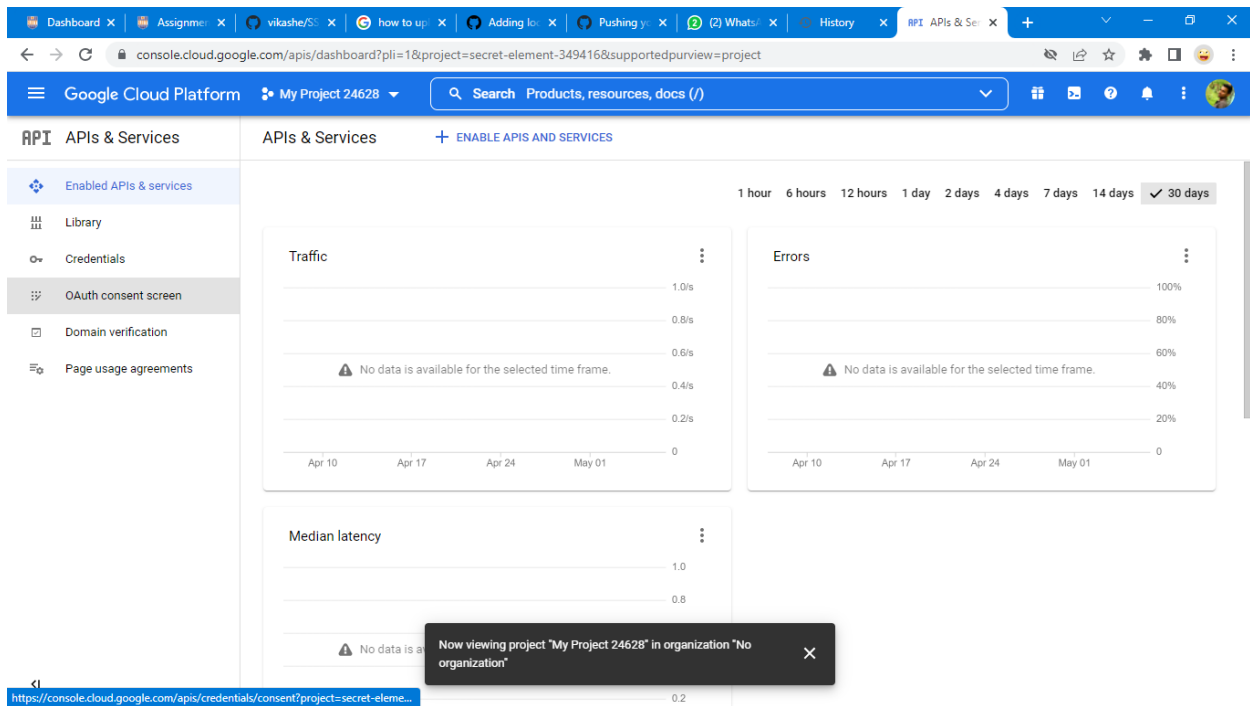 Dashboard
Assignmer
vikashe/SS
how to upl
Adding loc
Pushing yo
2
(2) Whats
History
API APIs & Ser
console.cloud.google.com/apis/dashboard?pli=1&project=secret-element-349416&supportedpurview=project
Google Cloud Platform
My Project 24628
Search Products, resources, docs (/)
API APIs & Services
APIs & Services
ENABLE APIS AND SERVICES
Enabled APIs & services
Library
Credentials
OAuth consent screen
Domain verification
Page usage agreements
1 hour 6 hours 12 hours 1 day 2 days 4 days 7 days 14 days 30 days
Traffic
1.0/s
0.8/s
0.6/s
No data is available for the selected time frame.
0.4/s
0.2/s
0
Apr 10 Apr 17 Apr 24 May 01
Errors
100%
80%
60%
No data is available for the selected time frame.
40%
20%
0
Apr 10 Apr 17 Apr 24 May 01
Median latency
1.0
0.8
No data is a
0.2
Now viewing project "My Project 24628" in organization "No
organization"
https://console.cloud.google.com/apis/credentials/consent?project=secret-eleme...